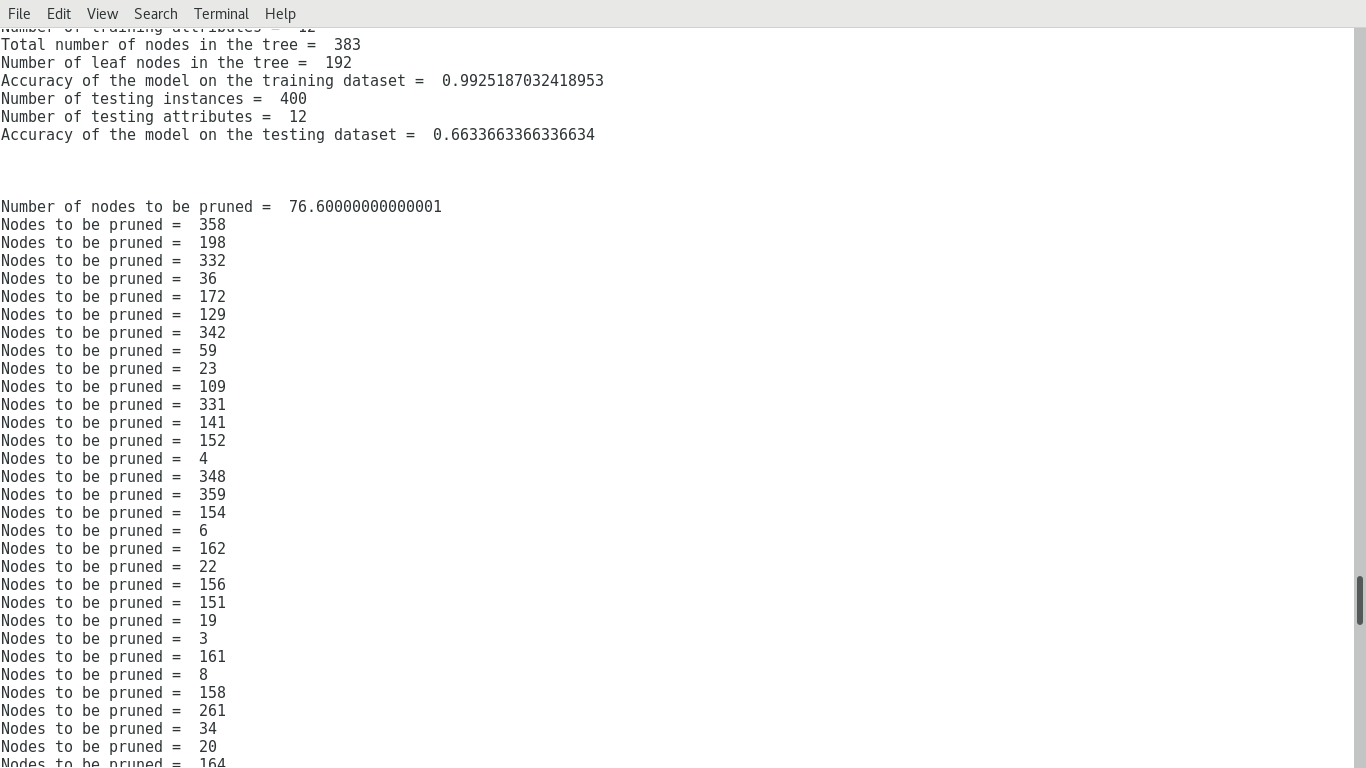 File Edit View Search Terminal Help
Number of training attributes =  12
Total number of nodes in the tree =  383
Number of leaf nodes in the tree =  192
Accuracy of the model on the training dataset =  0.9925187032418953
Number of testing instances =  400
Number of testing attributes =  12
Accuracy of the model on the testing dataset =  0.6633663366336634
Number of nodes to be pruned =  76.60000000000001
Nodes to be pruned =  358
Nodes to be pruned =  198
Nodes to be pruned =  332
Nodes to be pruned =  36
Nodes to be pruned =  172
Nodes to be pruned =  129
Nodes to be pruned =  342
Nodes to be pruned =  59
Nodes to be pruned =  23
Nodes to be pruned =  109
Nodes to be pruned =  331
Nodes to be pruned =  141
Nodes to be pruned =  152
Nodes to be pruned =  4
Nodes to be pruned =  348
Nodes to be pruned =  359
Nodes to be pruned =  154
Nodes to be pruned =  6
Nodes to be pruned =  162
Nodes to be pruned =  22
Nodes to be pruned =  156
Nodes to be pruned =  151
Nodes to be pruned =  19
Nodes to be pruned =  3
Nodes to be pruned =  161
Nodes to be pruned =  8
Nodes to be pruned =  158
Nodes to be pruned =  261
Nodes to be pruned =  34
Nodes to be pruned =  20
Nodes to be pruned =  164